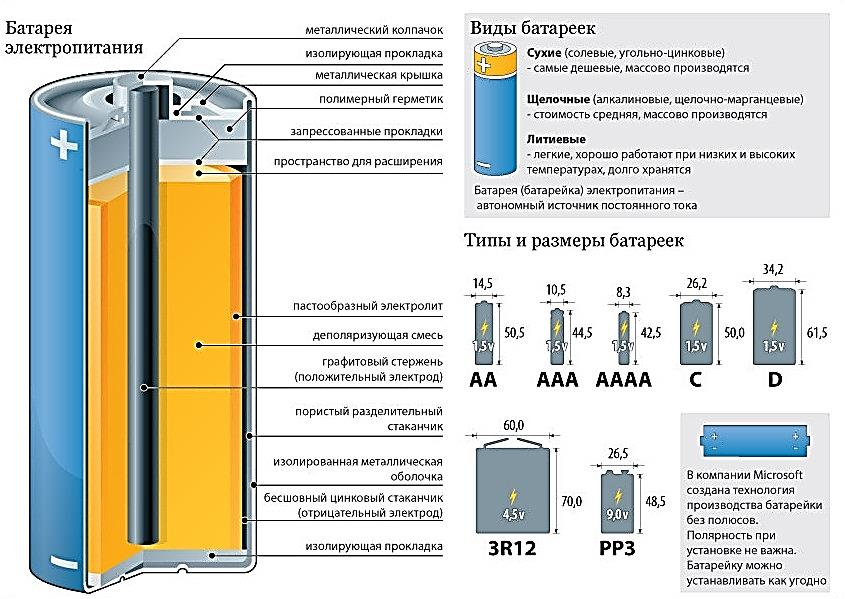 Батарея
электропитания
металлический колпачок
изолирующая прокладка
металлическая крышка
полимерный герметик
запрессованные прокладки
пространство для расширения
пастообразный электролит
деполяризующая смесь
графитовый стержень
(положительный электрод)
пористый разделительный
стаканчик
изолированная металлическая
оболочка
бесшовный цинковый стаканчик
(отрицательный электрод)
изолирующая прокладка
+
−
Виды батареек
Сухие (солевые, угольно-цинковые)
- самые дешевые, массово производятся
Щелочные (алкалиновые, щелочно-марганцевые)
- стоимость средняя, массово производятся
Литиевые
- легкие, хорошо работают при низких и высоких
температурах, долго хранятся
Батарея (батарейка) электропитания –
автономный источник постоянного тока
+
−
Типы и размеры батареек
14,5
50,5
1,5v
AA
10,5
44,5
1,5v
AAA
8,3
42,5
1,5v
AAAA
26,2
50,0
1,5v
C
34,2
61,5
1,5v
D
60,0
70,0
4,5v
3R12
26,5
48,5
9,0v
PP3
+ +
− −
В компании Microsoft
создана технология
производства батарейки
без полюсов.
Полярность при
установке не важна.
Батарейку можно
устанавливать как угодно